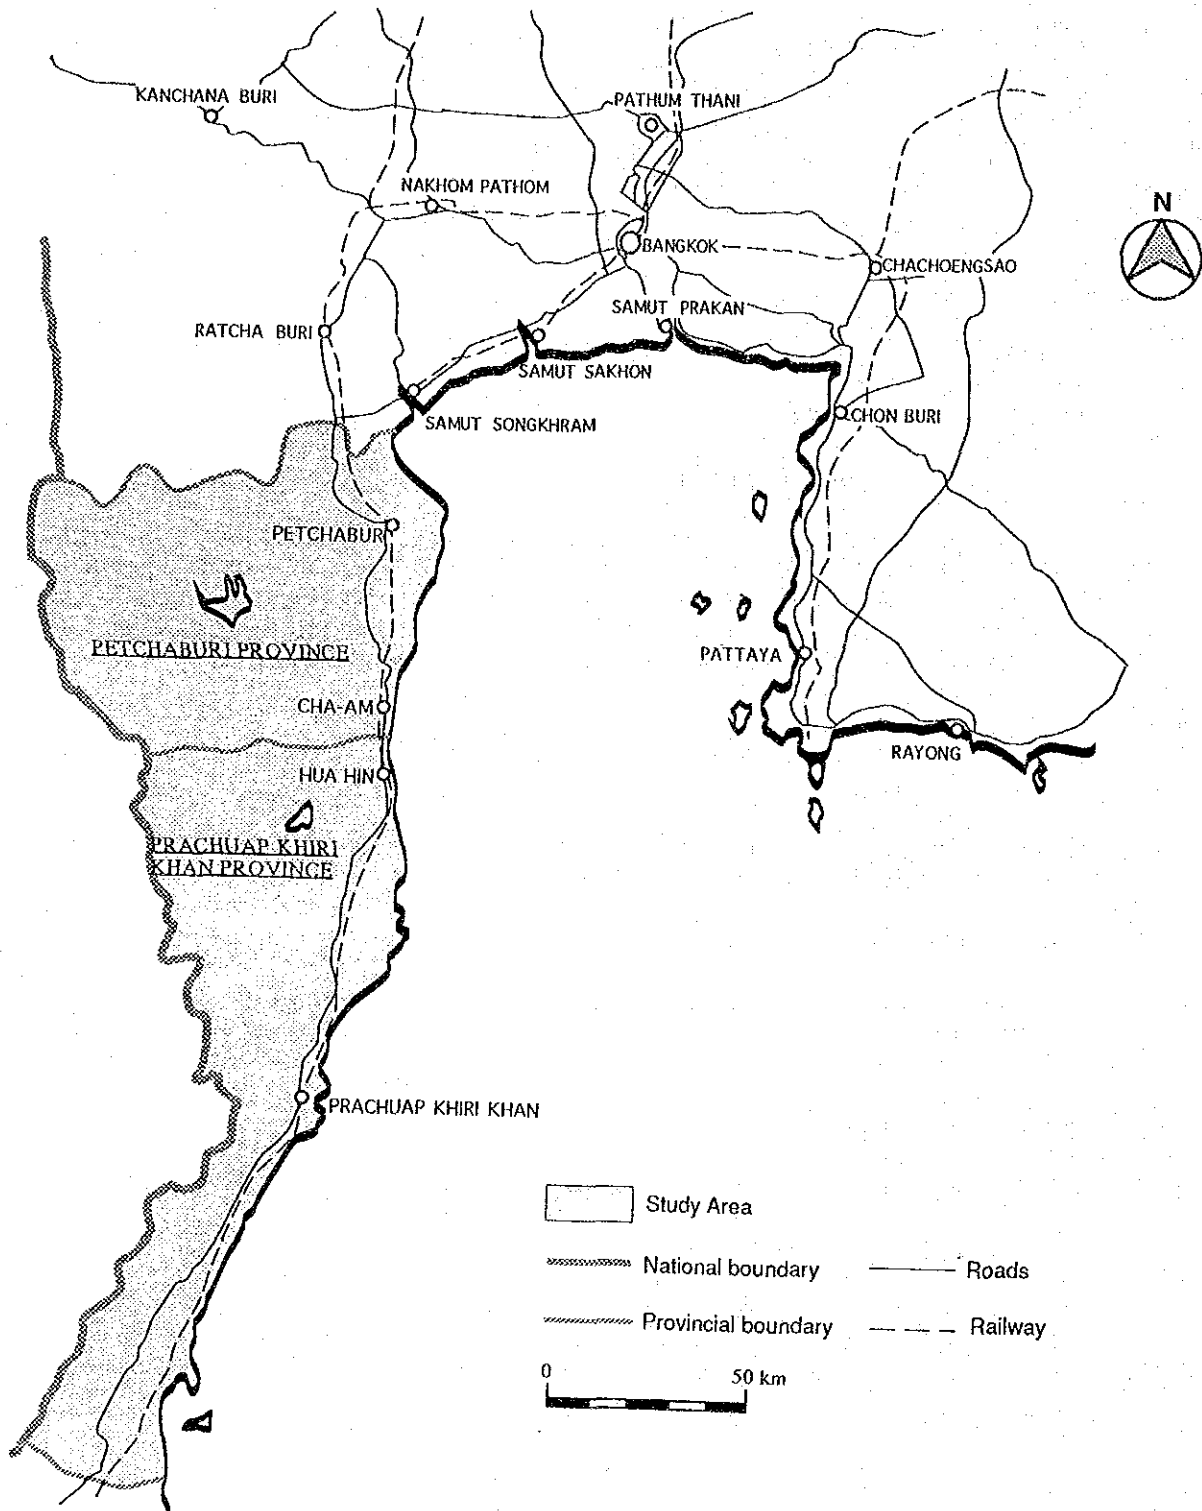 KANCHANA BURI
PATHUM THANI
NAKHOM PATHOM
N
BANGKOK
CHACHOENGSAO
RATCHA BURI
SAMUT PRAKAN
SAMUT SAKHON
SAMUT SONGKHRAM
CHON BURI
PETCHABUR
PETCHABURI PROVINCE
PATTAYA
CHA-AM
RAYONG
HUA HIN
PRACHUAP KHIRI
KHAN PROVINCE
PRACHUAP KHIRI KHAN
Study Area
National boundary
Roads
Provincial boundary
Railway
0 50 km